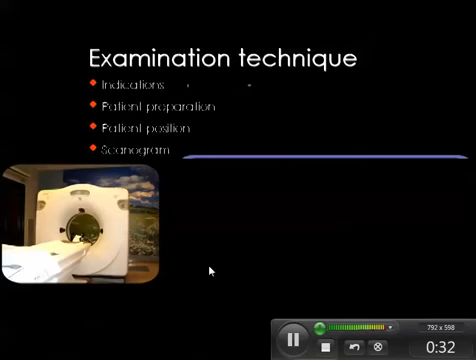 Examination technique
Indications
Patient preparation
Patient position
Scanogram
792 x 598
0:32